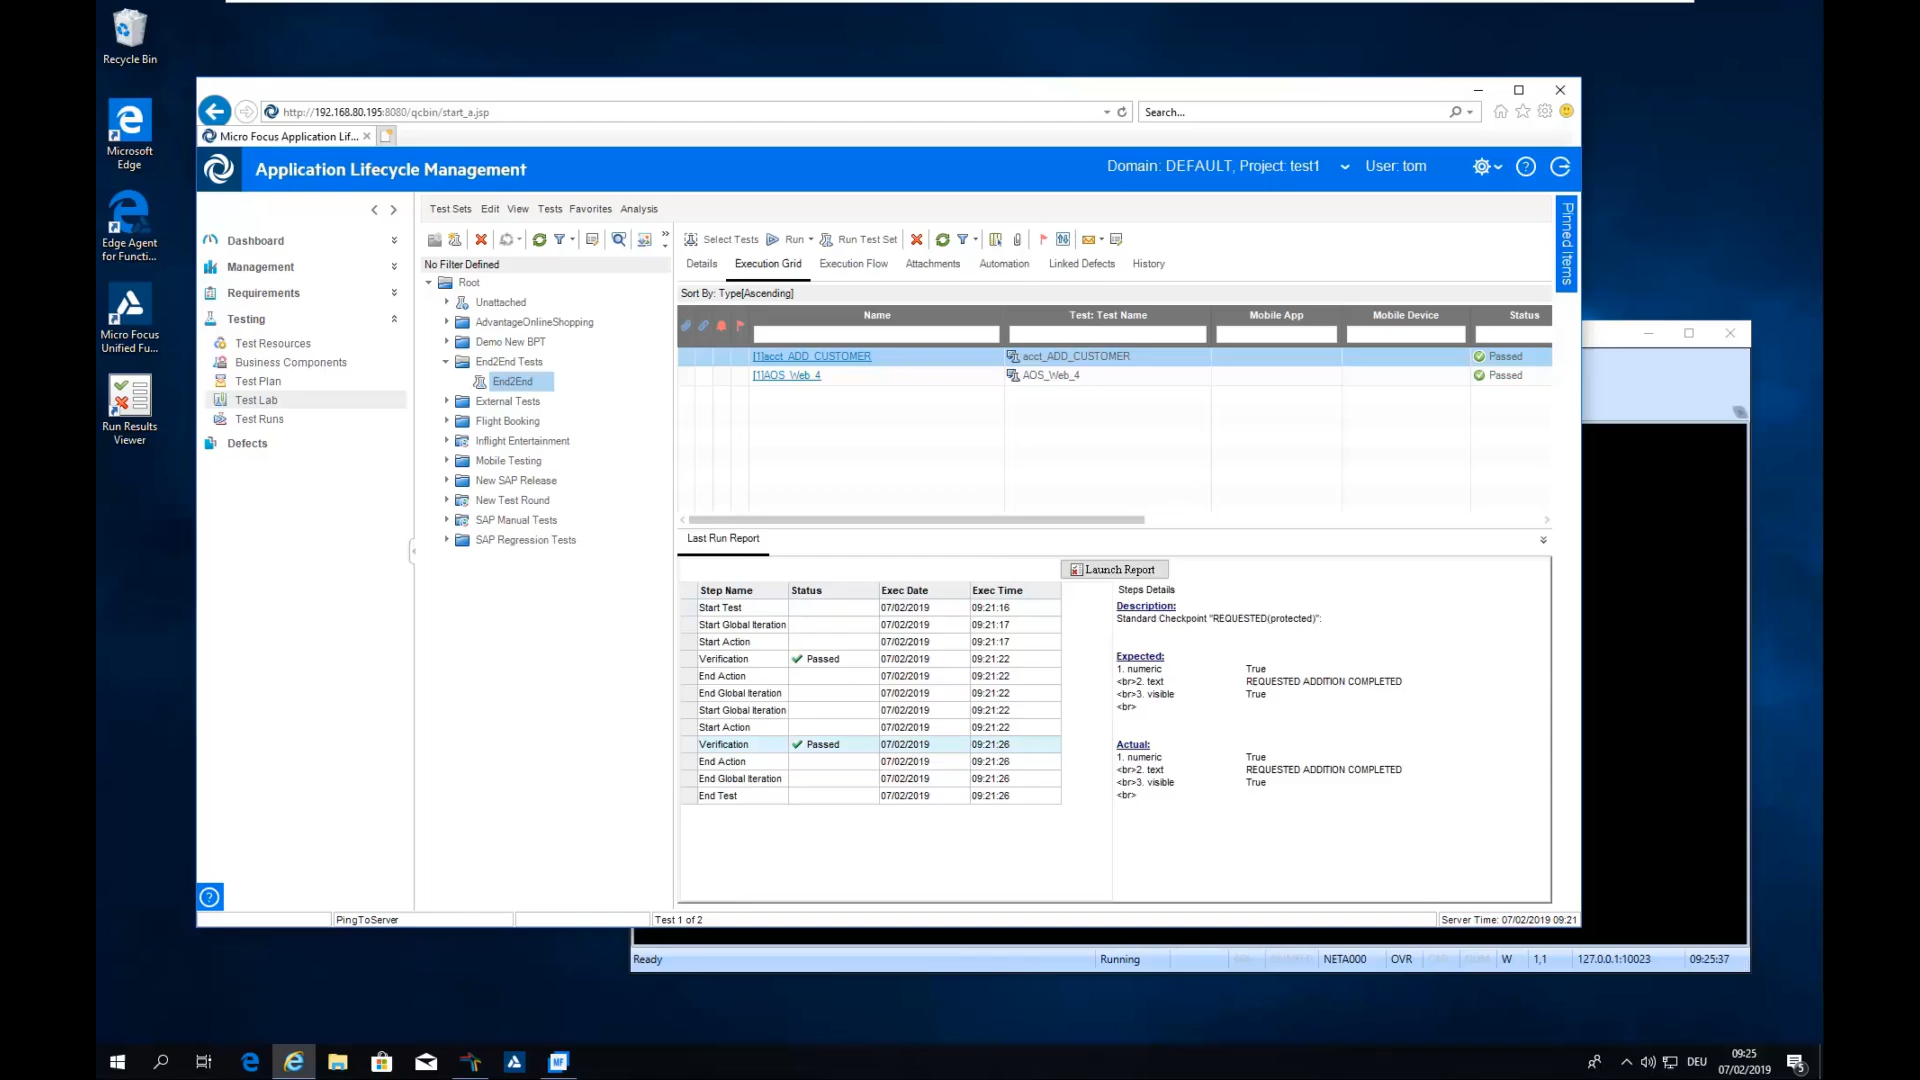 Recycle Bin
Microsoft
Edge
Edge Agent
for Functi...
Micro Focus
Unified Fu...
Run Results
Viewer
http://192.168.80.195:8080/qcbin/start_a.jsp
Search...
Micro Focus Application Lif...
Application Lifecycle Management
Domain: DEFAULT, Project: test1
User: tom
Pinned Items
Dashboard
Management
Requirements
Testing
Test Resources
Business Components
Test Plan
Test Lab
Test Runs
Defects
Test Sets Edit View Tests Favorites Analysis
No Filter Defined
Root
Unattached
AdvantageOnlineShopping
Demo New BPT
End2End Tests
End2End
External Tests
Flight Booking
Inflight Entertainment
Mobile Testing
New SAP Release
New Test Round
SAP Manual Tests
SAP Regression Tests
Select Tests Run Run Test Set
Details Execution Grid Execution Flow Attachments Automation Linked Defects History
Sort By: Type[Ascending]
Name Test: Test Name Mobile App Mobile Device Status
[1]acct_ADD_CUSTOMER acct_ADD_CUSTOMER Passed
[1]AOS_Web_4 AOS_Web_4 Passed
Last Run Report
Launch Report
Step Name Status Exec Date Exec Time
Start Test 07/02/2019 09:21:16
Start Global Iteration 07/02/2019 09:21:17
Start Action 07/02/2019 09:21:17
Verification Passed 07/02/2019 09:21:22
End Action 07/02/2019 09:21:22
End Global Iteration 07/02/2019 09:21:22
Start Global Iteration 07/02/2019 09:21:22
Start Action 07/02/2019 09:21:22
Verification Passed 07/02/2019 09:21:26
End Action 07/02/2019 09:21:26
End Global Iteration 07/02/2019 09:21:26
End Test 07/02/2019 09:21:26
Steps Details
Description:
Standard Checkpoint "REQUESTED(protected)":
Expected:
1. numeric True
<br>2. text REQUESTED ADDITION COMPLETED
<br>3. visible True
<br>
Actual:
1. numeric True
<br>2. text REQUESTED ADDITION COMPLETED
<br>3. visible True
<br>
PingToServer
Test 1 of 2
Server Time: 07/02/2019 09:21
Ready
Running
NETA000
OVR
W
1,1
127.0.0.1:10023
09:25:37
MF
DEU
09:25
07/02/2019
5